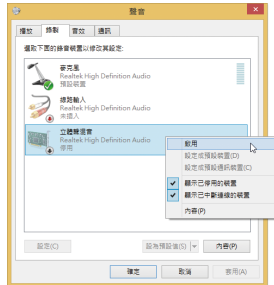 聲音
播放 錄製 音效 通訊
選取下面的錄音裝置以修改其設定:
麥克風
Realtek High Definition Audio
預設裝置
線路輸入
Realtek High Definition Audio
未插入
立體聲混音
Realtek High Definition Audio
停用
啟用
設定成預設裝置(D)
設定成預設通訊裝置(C)
顯示已停用的裝置
顯示已中斷連線的裝置
內容(P)
設定(C) 設為預設值(S) 內容(P)
確定 取消 套用(A)